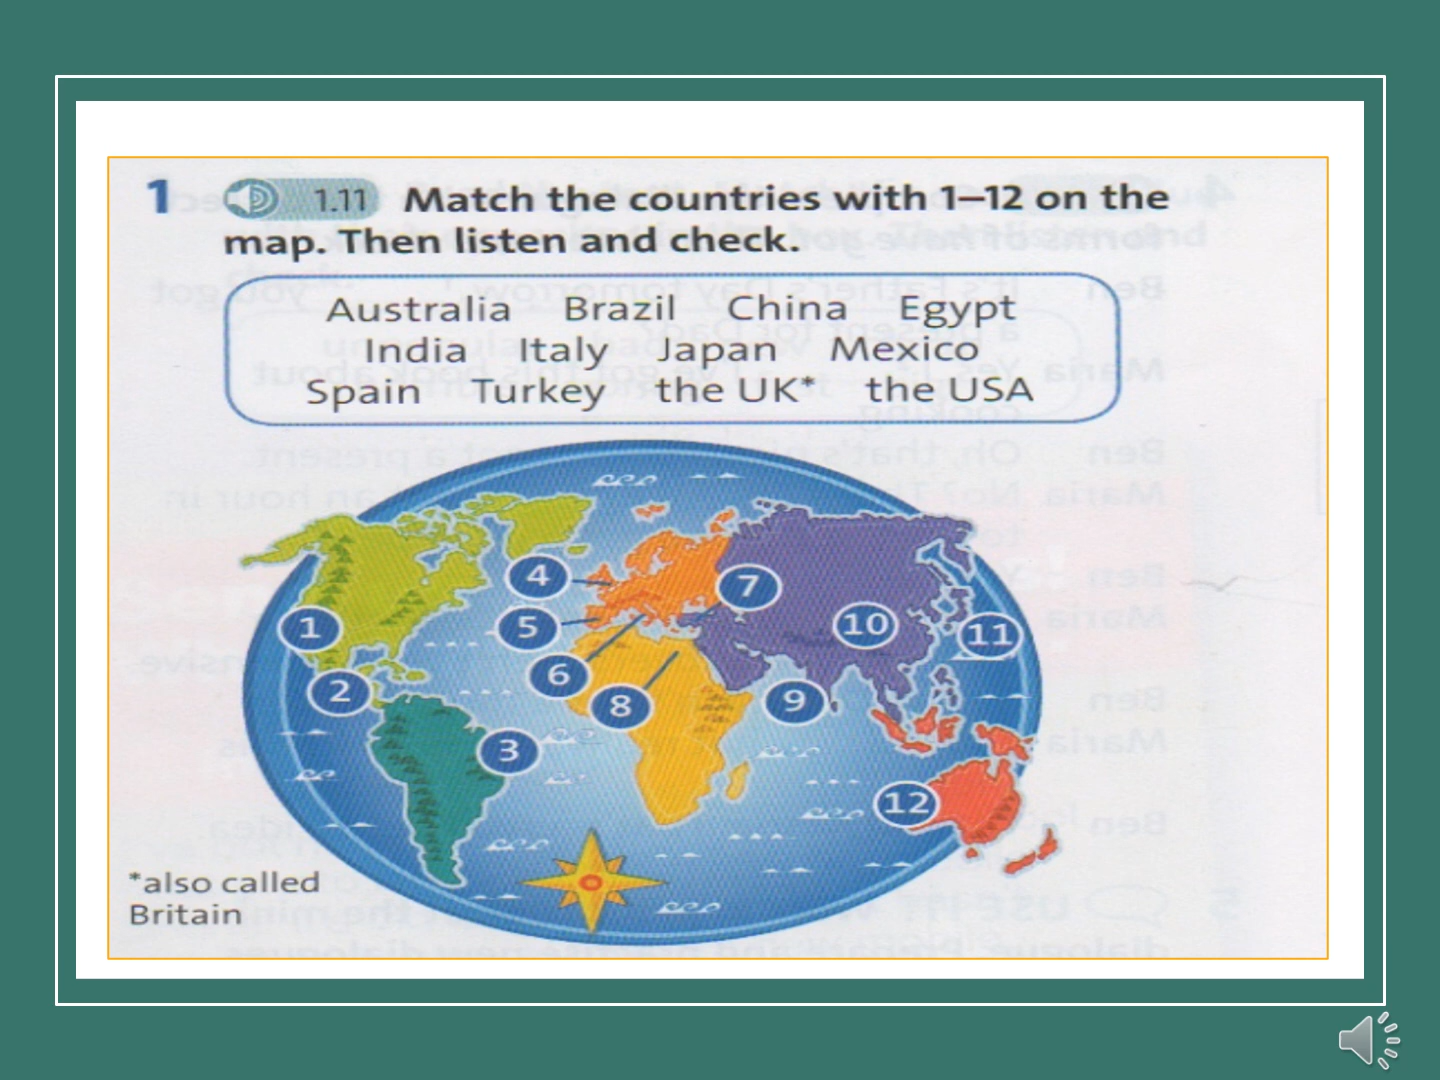 1 1.11 Match the countries with 1–12 on the
map. Then listen and check.
Australia Brazil China Egypt
India Italy Japan Mexico
Spain Turkey the UK* the USA
4
7
1
5
10
11
6
2
8
9
3
12
*also called
Britain